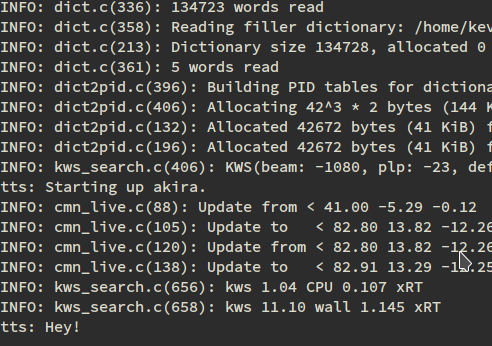 INFO: dict.c(336): 134723 words read
INFO: dict.c(358): Reading filler dictionary: /home/kev
INFO: dict.c(213): Dictionary size 134728, allocated 0
INFO: dict.c(361): 5 words read
INFO: dict2pid.c(396): Building PID tables for dictiona
INFO: dict2pid.c(406): Allocating 42^3 * 2 bytes (144 K
INFO: dict2pid.c(132): Allocated 42672 bytes (41 KiB) f
INFO: dict2pid.c(196): Allocated 42672 bytes (41 KiB) f
INFO: kws_search.c(406): KWS(beam: -1080, plp: -23, def
tts: Starting up akira.
INFO: cmn_live.c(88): Update from < 41.00 -5.29 -0.12
INFO: cmn_live.c(105): Update to   < 82.80 13.82 -12.26
INFO: cmn_live.c(120): Update from < 82.80 13.82 -12.26
INFO: cmn_live.c(138): Update to   < 82.91 13.29
INFO: kws_search.c(656): kws 1.04 CPU 0.107 xRT
INFO: kws_search.c(658): kws 11.10 wall 1.145 xRT
tts: Hey!